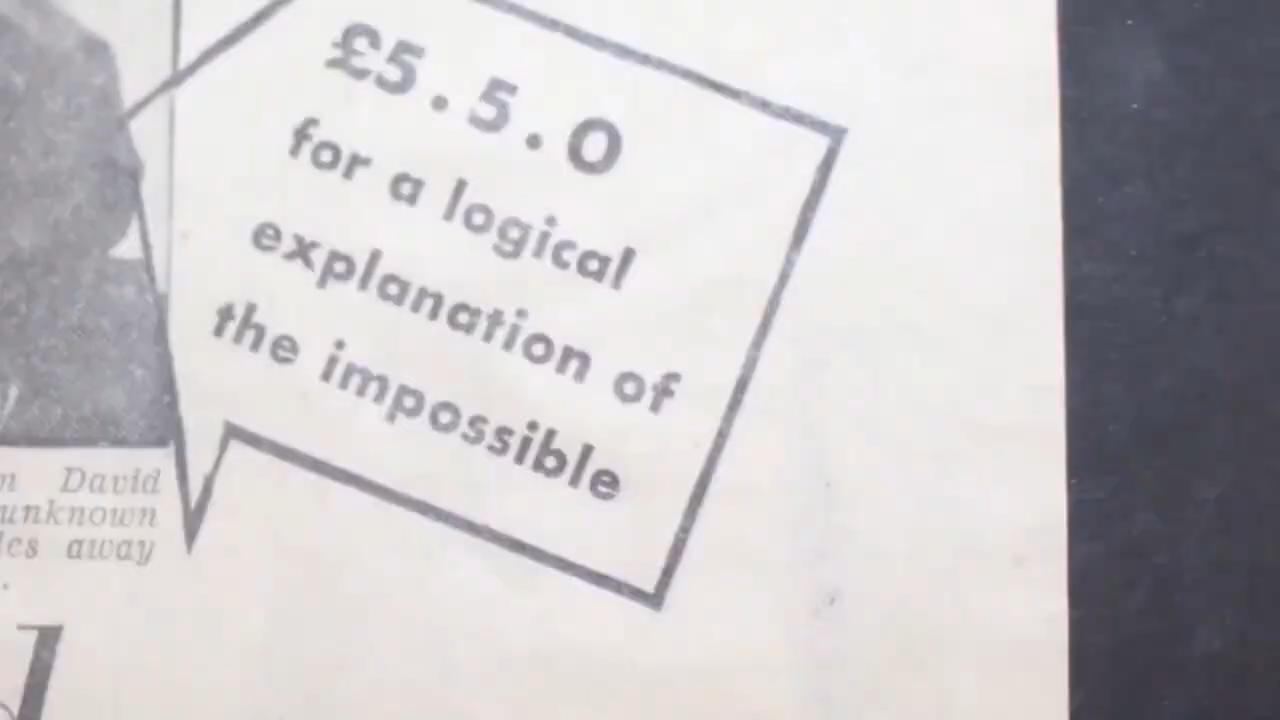 £5.5.0
for a logical
explanation of
the impossible
David
unknown
away